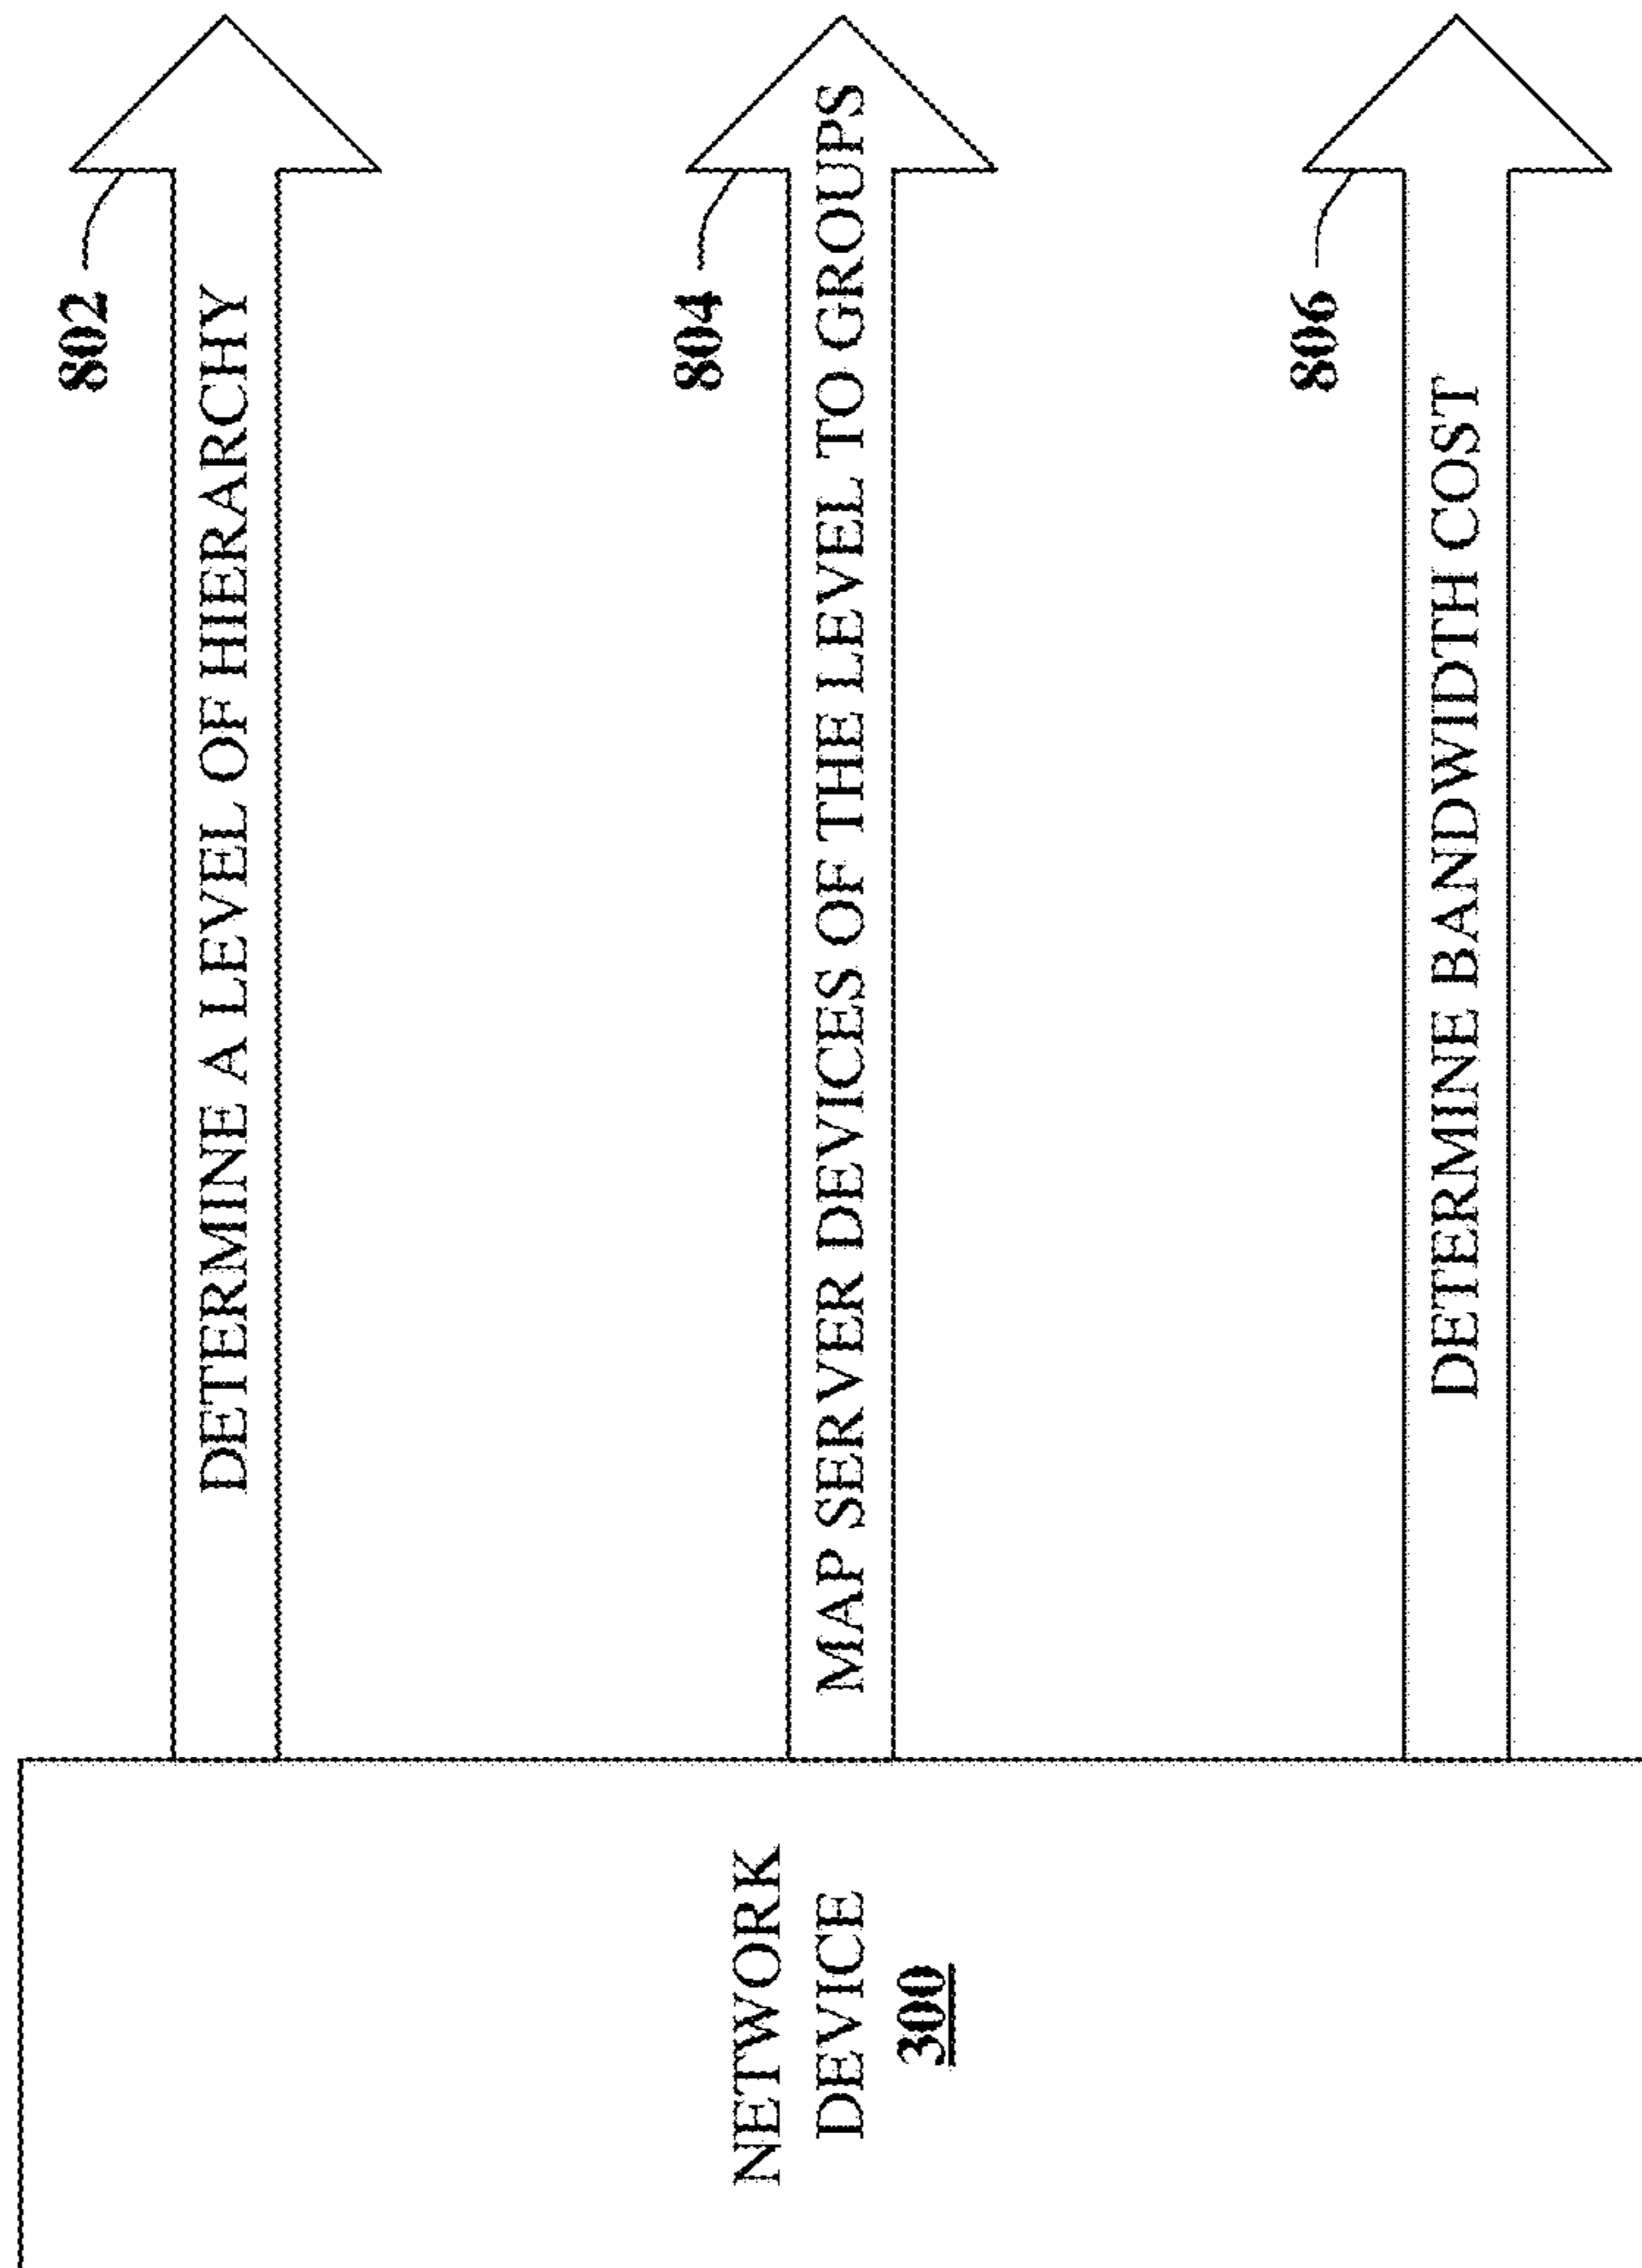 NETWORK
DEVICE
300
802
DETERMINE A LEVEL OF HIERARCHY
804
MAP SERVER DEVICES OF THE LEVEL TO GROUPS
806
DETERMINE BANDWIDTH COST